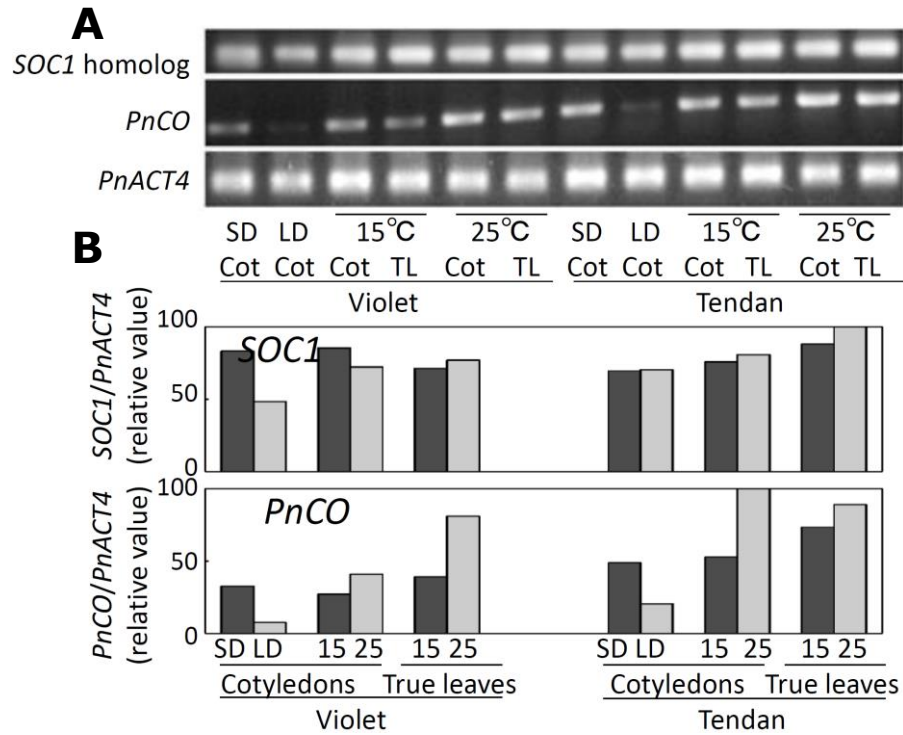 A
SOC1 homolog
PnCO
PnACT4
SD LD 15℃ 25℃ SD LD 15℃ 25℃
Cot Cot Cot TL Cot TL Cot Cot Cot TL Cot TL
Violet Tendan
B
SOC1/PnACT4
(relative value)
100
50
0
SOC1
PnCO/PnACT4
(relative value)
100
50
0
PnCO
SD LD 15 25 15 25 SD LD 15 25 15 25
Cotyledons True leaves Cotyledons True leaves
Violet Tendan